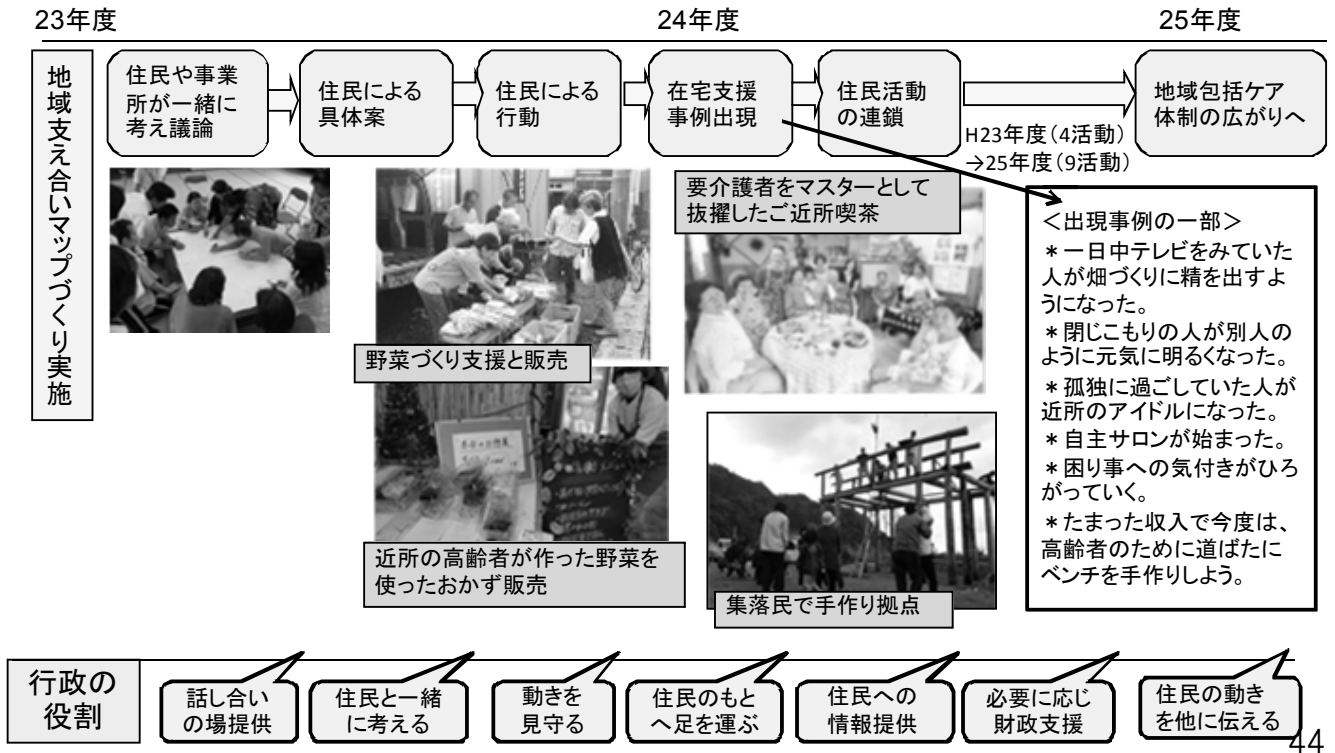 23年度
24年度
25年度
地域支え合いマップづくり実施
住民や事業
所が一緒に
考え議論
住民による
具体案
住民による
行動
在宅支援
事例出現
住民活動
の連鎖
地域包括ケア
体制の広がりへ
H23年度(4活動)
→25年度(9活動)
野菜づくり支援と販売
近所の高齢者が作った野菜を
使ったおかず販売
要介護者をマスターとして
抜擢したご近所喫茶
集落民で手作り拠点
<出現事例の一部>
*一日中テレビをみていた
人が畑づくりに精を出すよ
うになった。
*閉じこもりの人が別人の
ように元気に明るくなった。
*孤独に過ごしていた人が
近所のアイドルになった。
*自主サロンが始まった。
*困り事への気付きがひろ
がっていく。
*たまった収入で今度は、
高齢者のために道ばたに
ベンチを手作りしよう。
行政の
役割
話し合い
の場提供
住民と一緒
に考える
動きを
見守る
住民のもと
へ足を運ぶ
住民への
情報提供
必要に応じ
財政支援
住民の動き
を他に伝える
44